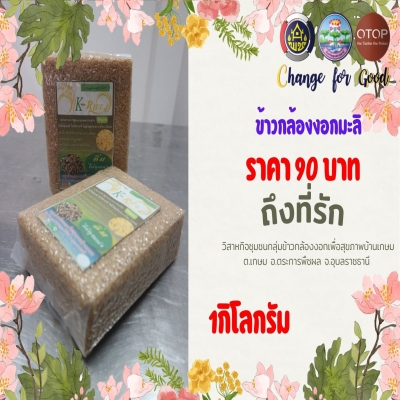 OTOP
Change for Good
ข้าวกล้องงอกมะลิ
ราคา 90 บาท
ถึงที่รัก
วิสาหกิจชุมชนกลุ่มข้าวกล้องงอกเพื่อสุขภาพบ้านเกษม
ต.เกษม อ.ตระการพืชผล จ.อุบลราชธานี
1กิโลกรัม
K-Rice